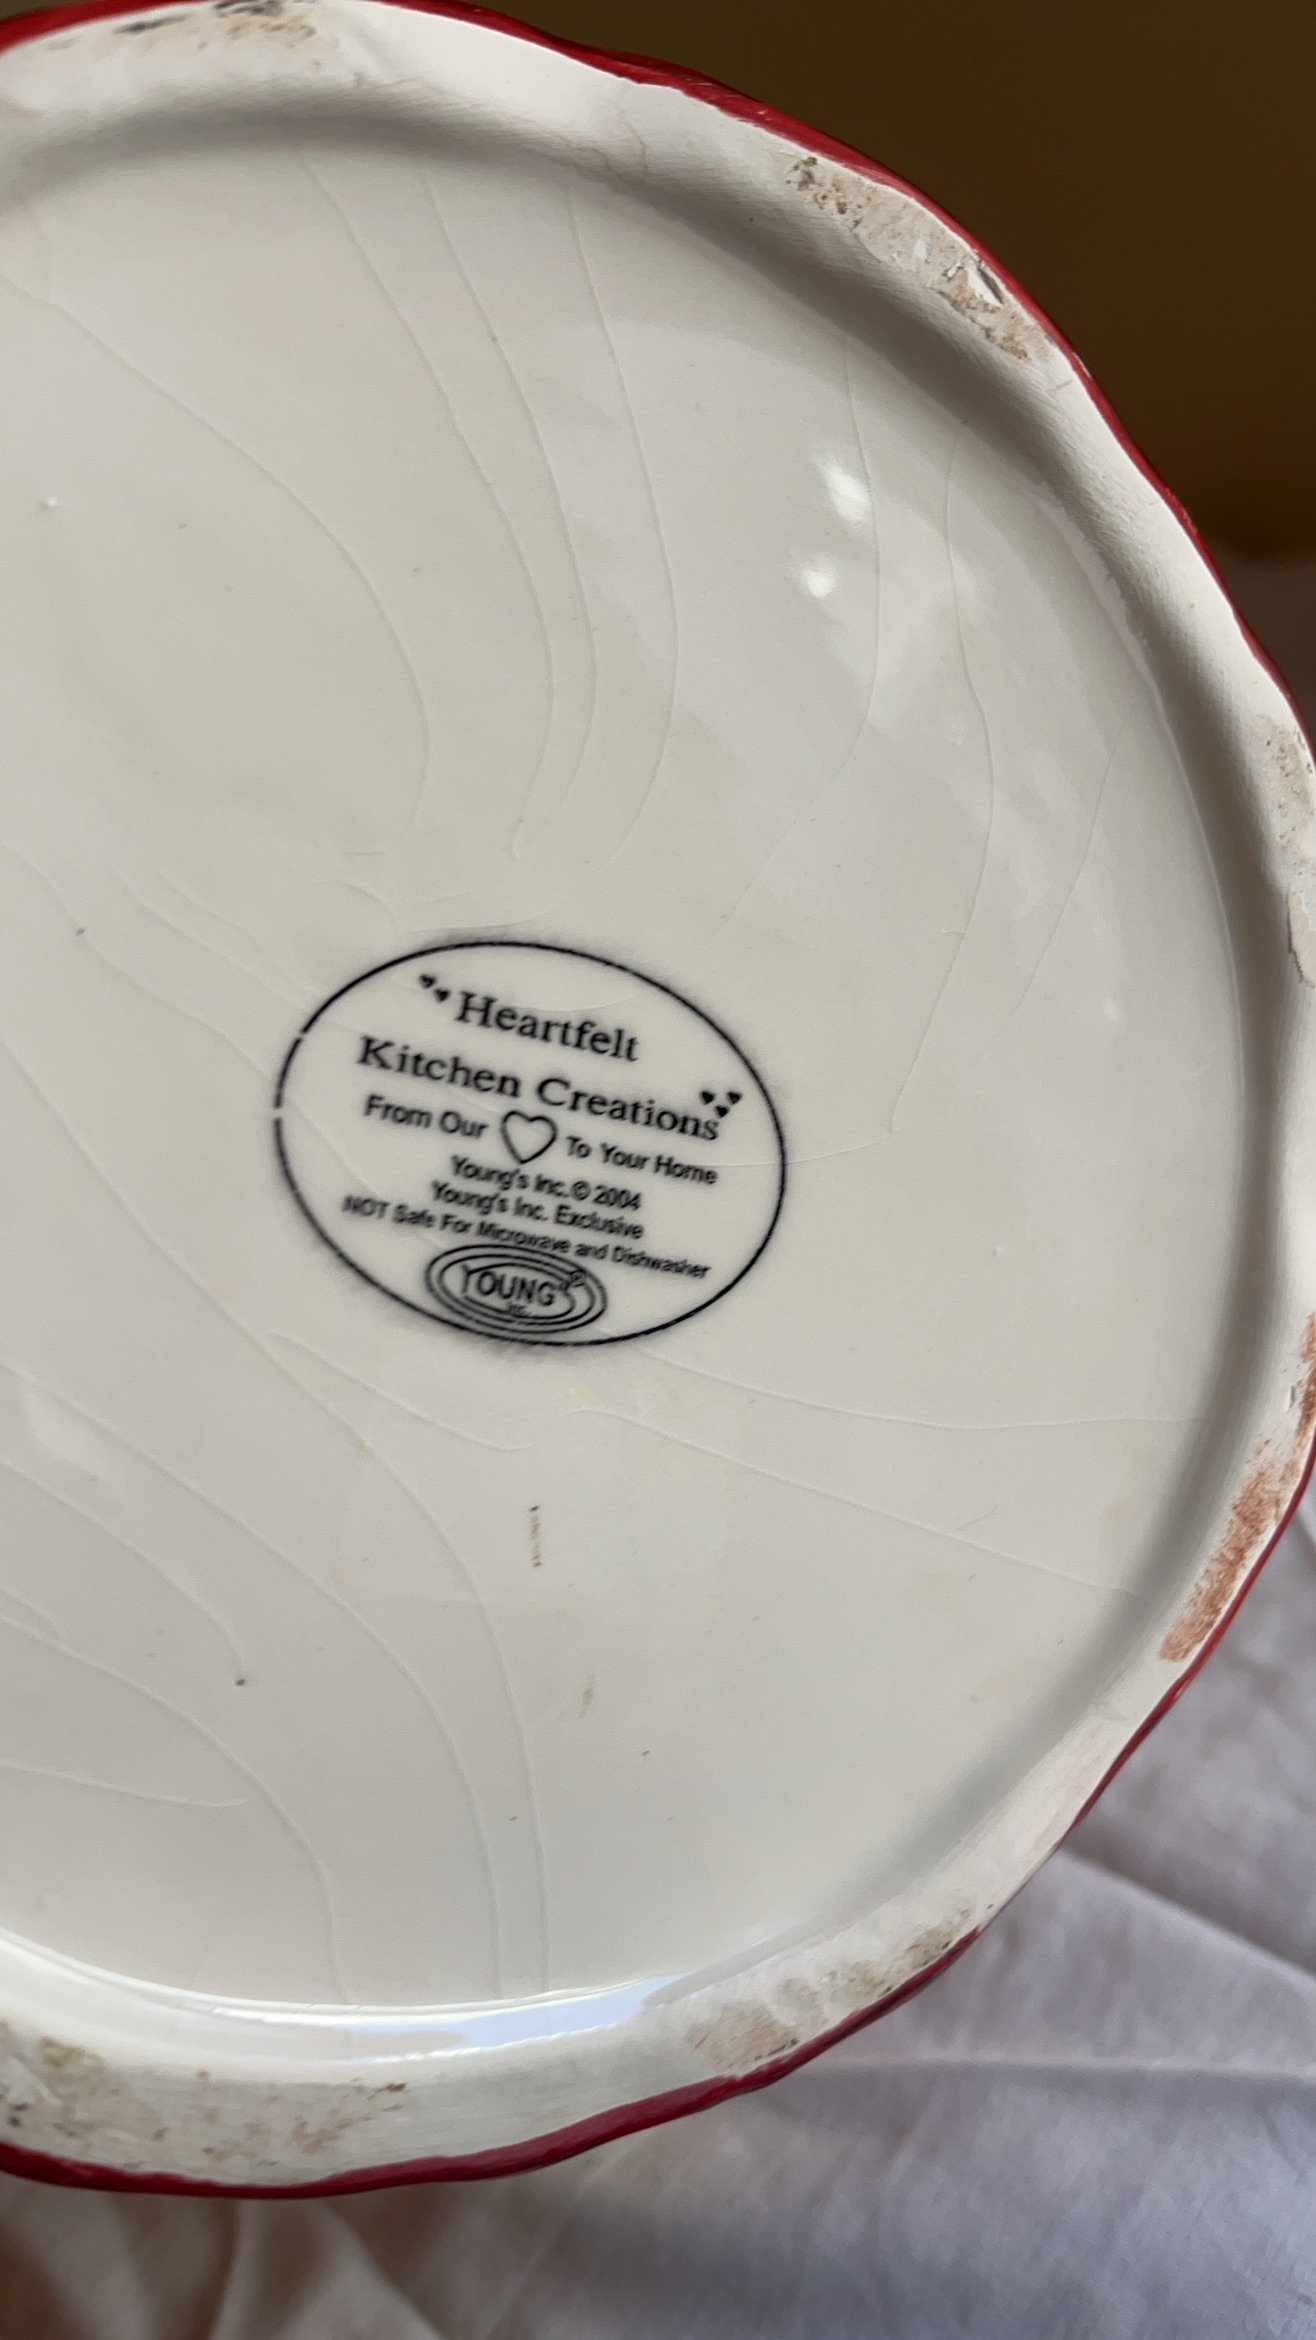 Heartfelt
Kitchen Creations
From Our To Your Home
Young's Inc.© 2004
Young's Inc. Exclusive
NOT Safe For Microwave and Dishwasher
YOUNG'S®
INC.